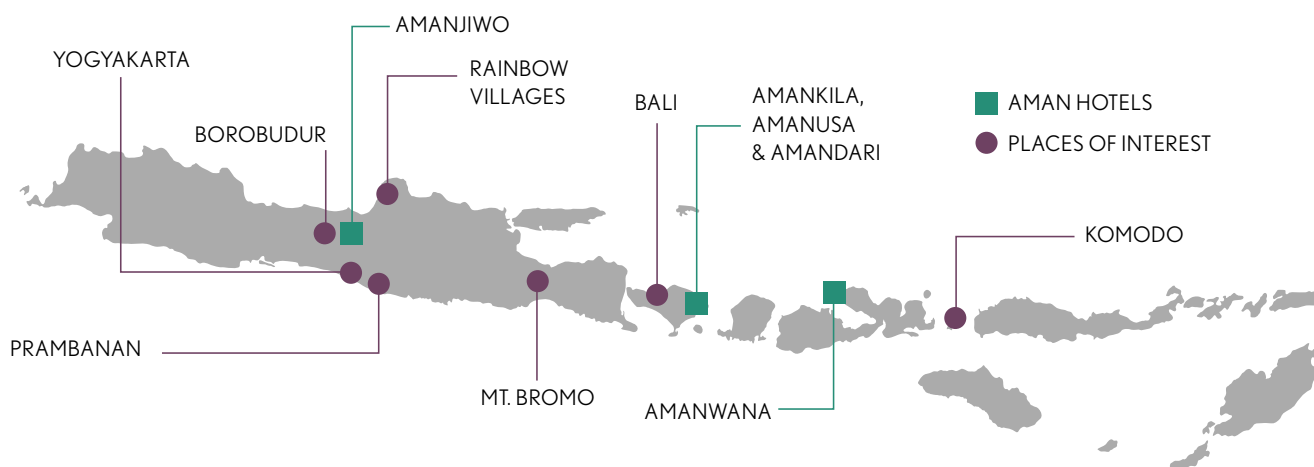 AMANJIWO
YOGYAKARTA
RAINBOW
VILLAGES
BOROBUDUR
BALI
AMANKILA,
AMANUSA
& AMANDARI
AMAN HOTELS
PLACES OF INTEREST
KOMODO
PRAMBANAN
MT. BROMO
AMANWANA